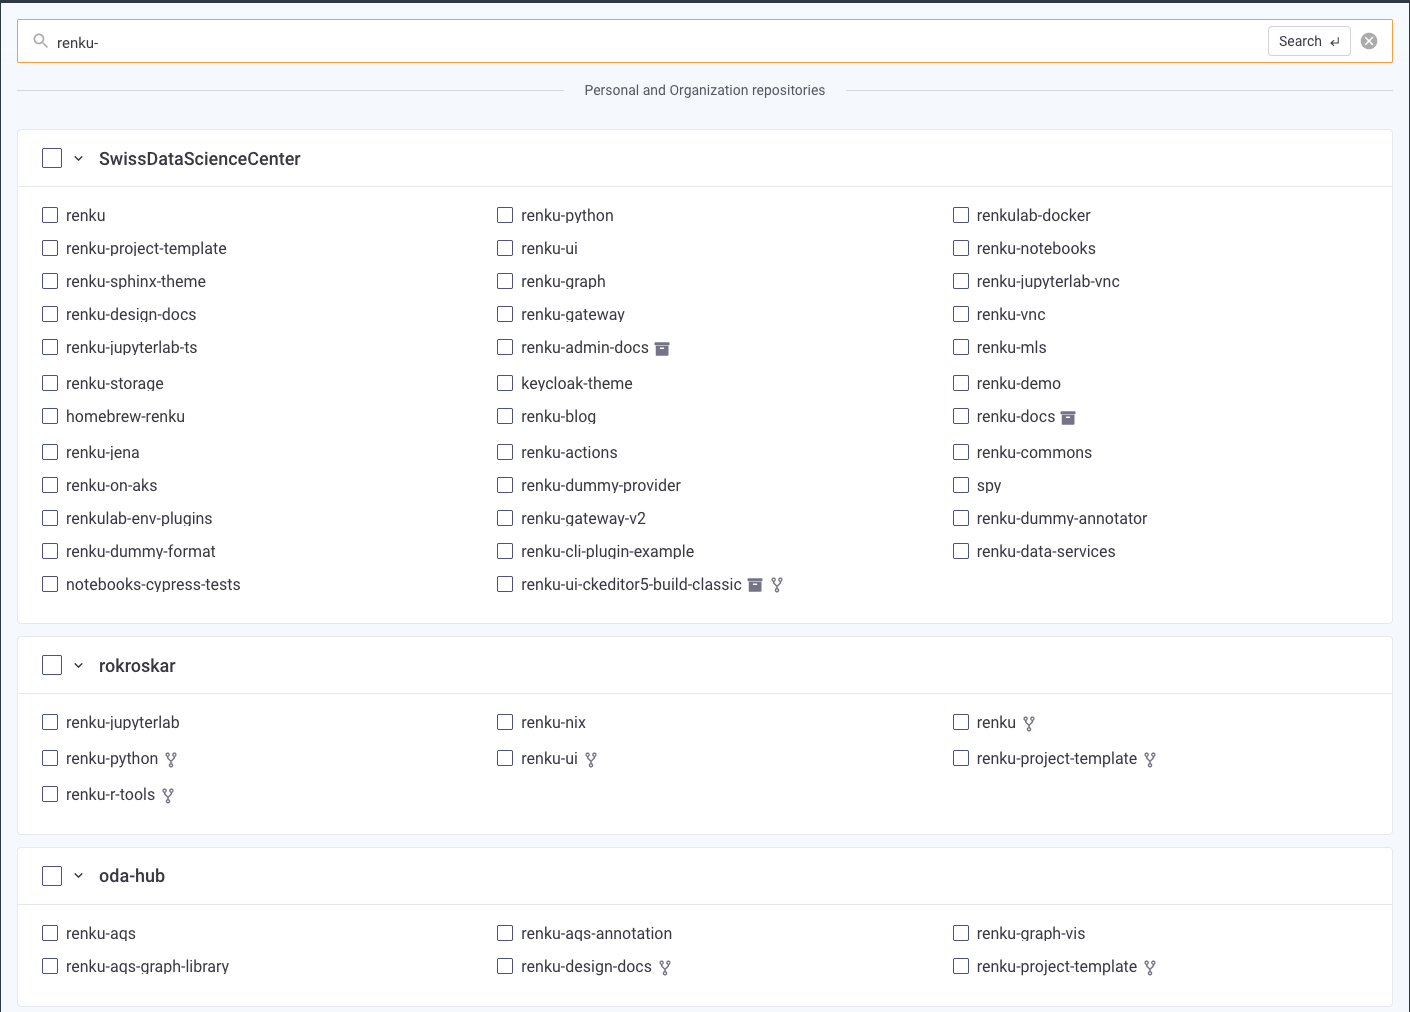 renku-
Search
Personal and Organization repositories
SwissDataScienceCenter
renku renku-python renkulab-docker
renku-project-template renku-ui renku-notebooks
renku-sphinx-theme renku-graph renku-jupyterlab-vnc
renku-design-docs renku-gateway renku-vnc
renku-jupyterlab-ts renku-admin-docs renku-mls
renku-storage keycloak-theme renku-demo
homebrew-renku renku-blog renku-docs
renku-jena renku-actions renku-commons
renku-on-aks renku-dummy-provider spy
renkulab-env-plugins renku-gateway-v2 renku-dummy-annotator
renku-dummy-format renku-cli-plugin-example renku-data-services
notebooks-cypress-tests renku-ui-ckeditor5-build-classic
rokroskar
renku-jupyterlab renku-nix renku
renku-python renku-ui renku-project-template
renku-r-tools
oda-hub
renku-aqs renku-aqs-annotation renku-graph-vis
renku-aqs-graph-library renku-design-docs renku-project-template